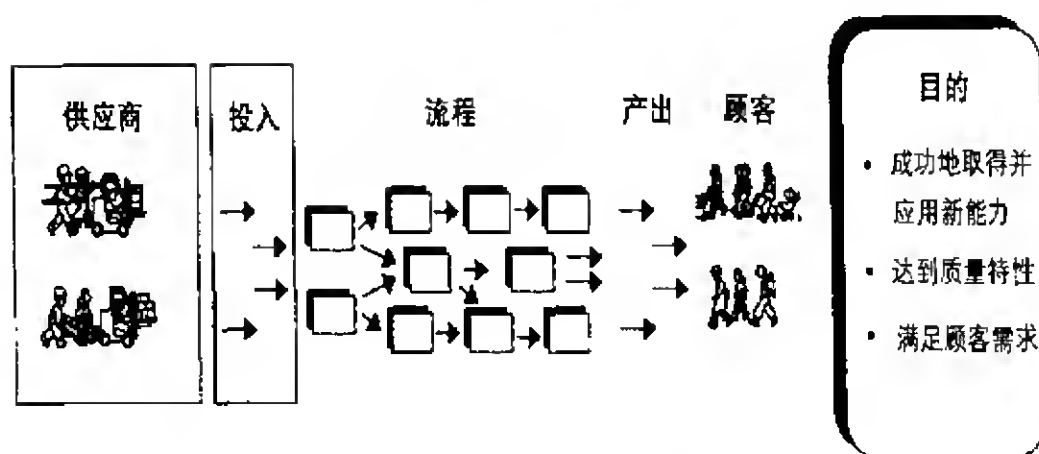 供应商
投入
流程
产出
顾客
目的
• 成功地取得并
应用新能力
• 达到质量特性
• 满足顾客需求